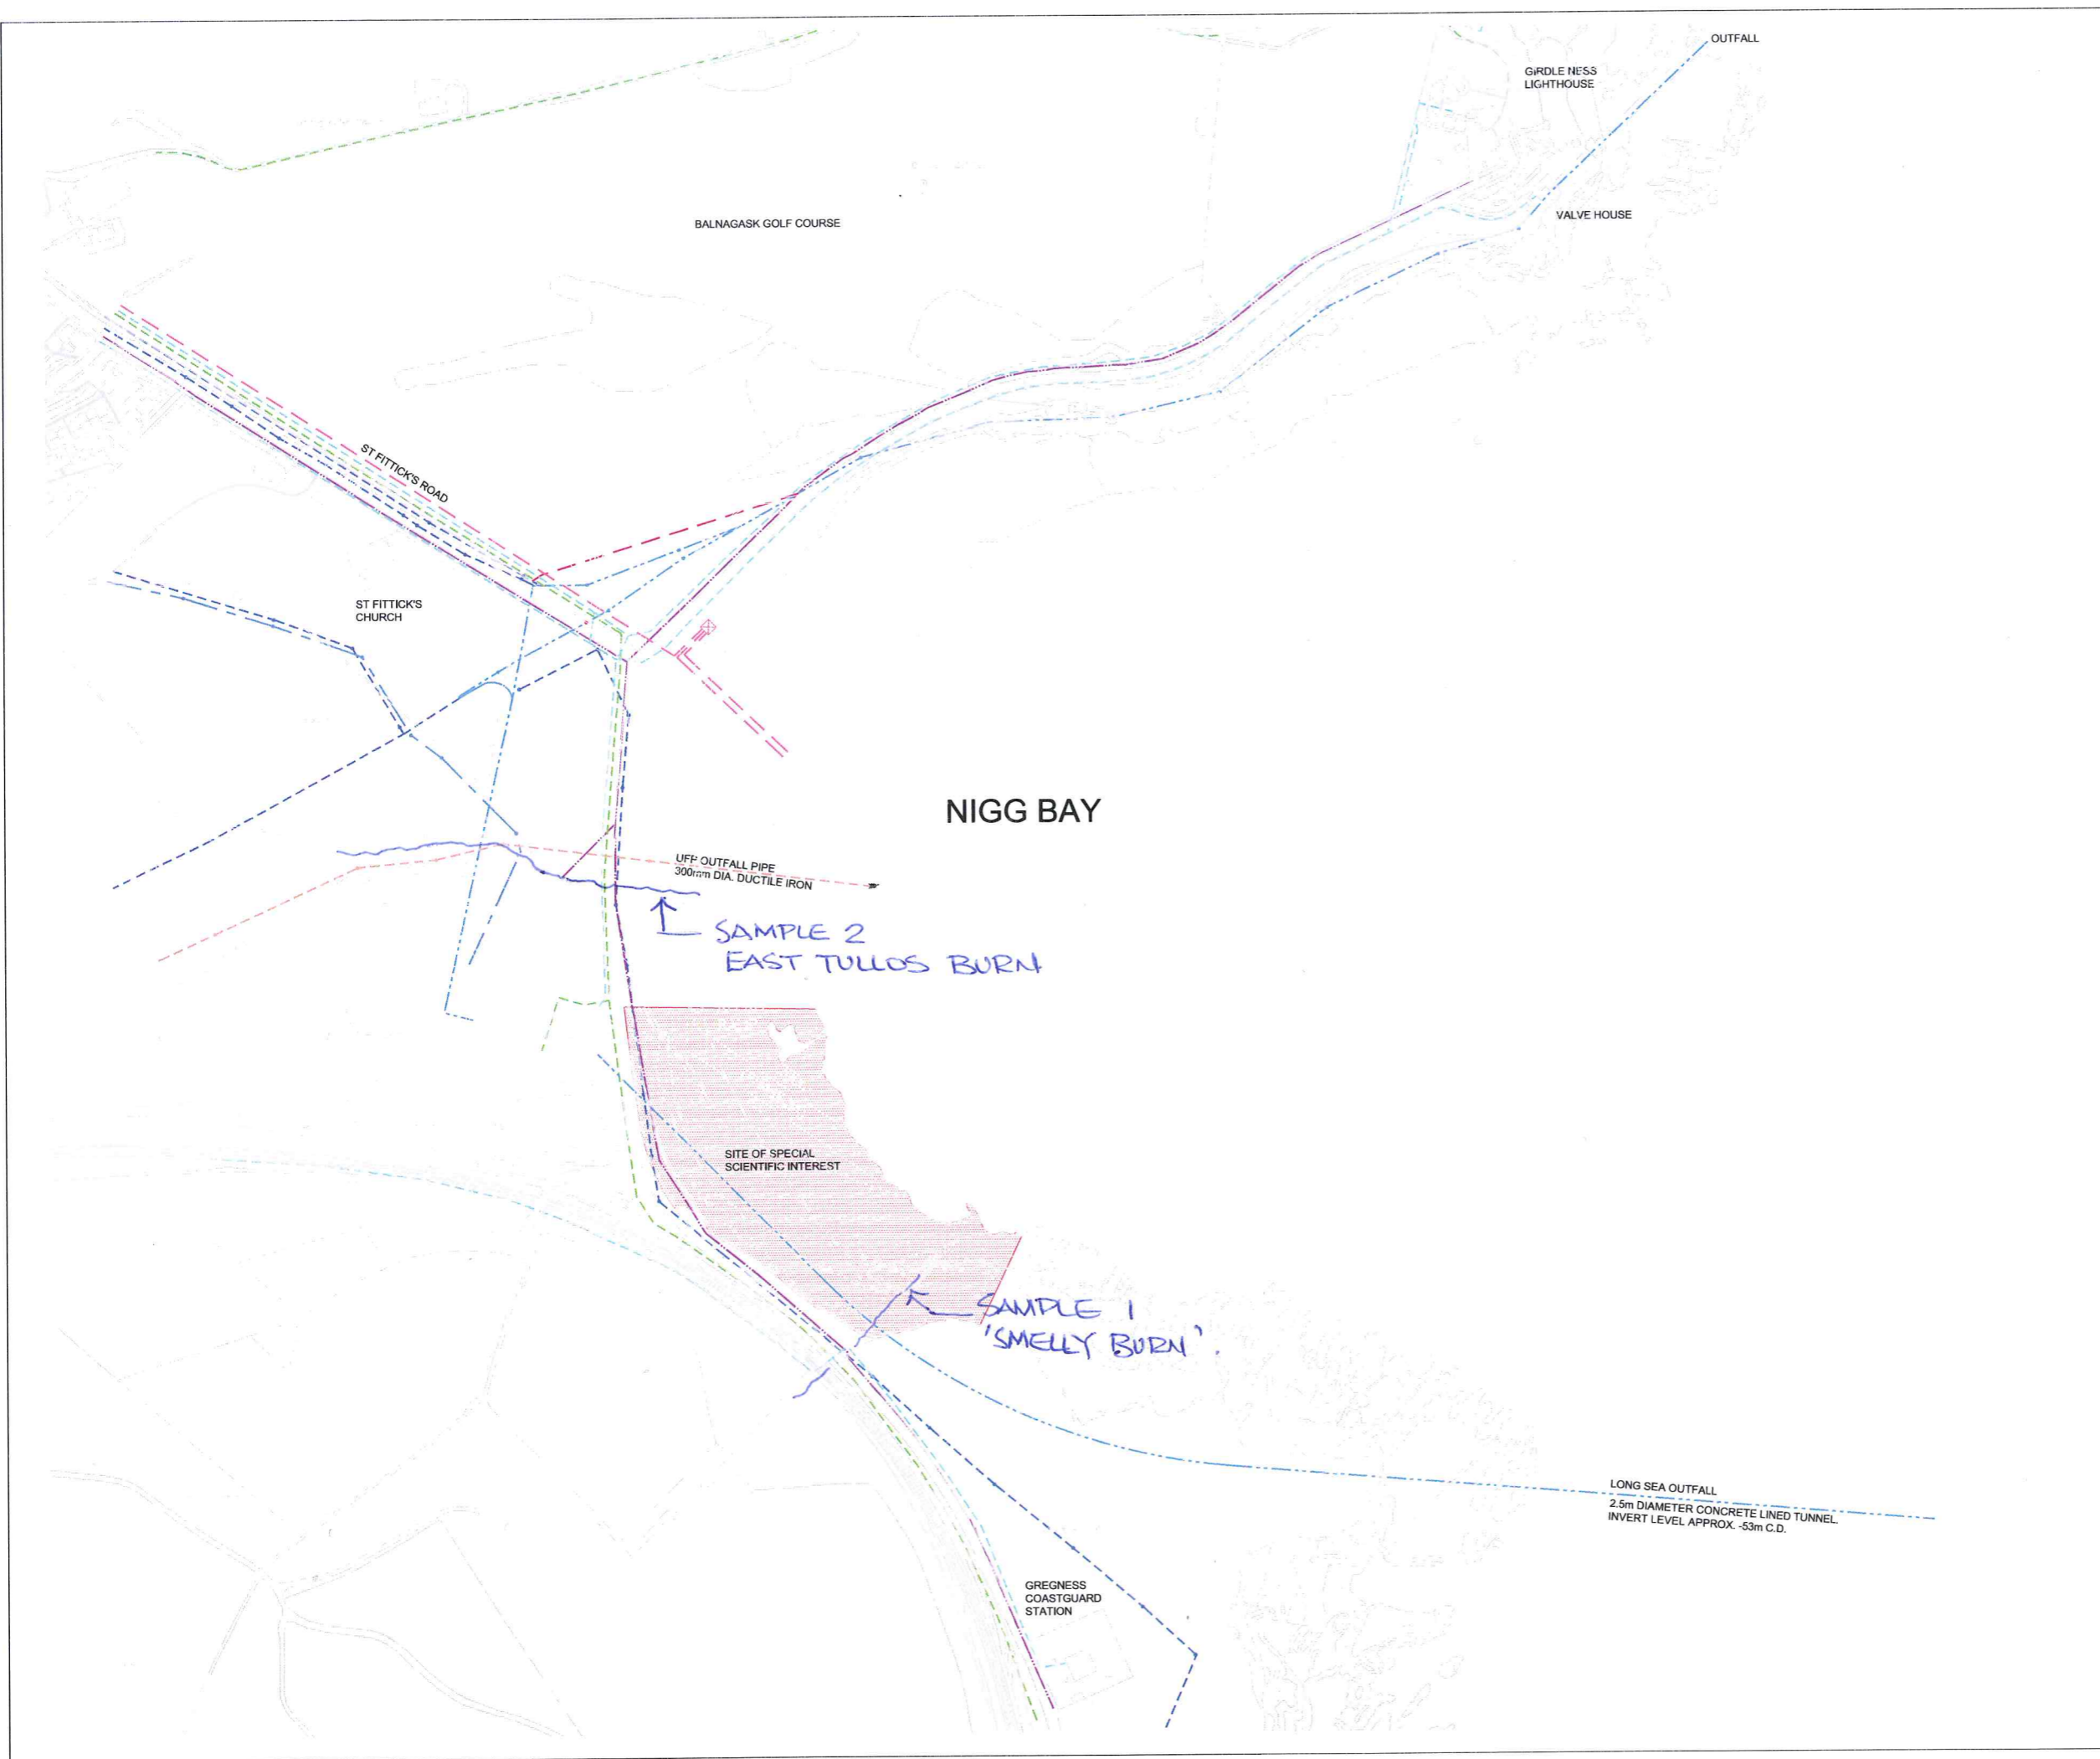 OUTFALL
GIRDLE NESS
LIGHTHOUSE
VALVE HOUSE
BALNAGASK GOLF COURSE
ST FITTICK'S ROAD
ST FITTICK'S
CHURCH
NIGG BAY
UFP OUTFALL PIPE
300mm DIA. DUCTILE IRON
SAMPLE 2
EAST TULLOS BURN
SITE OF SPECIAL
SCIENTIFIC INTEREST
SAMPLE 1
'SMELLY BURN'.
LONG SEA OUTFALL
2.5m DIAMETER CONCRETE LINED TUNNEL.
INVERT LEVEL APPROX. -53m C.D.
GREGNESS
COASTGUARD
STATION